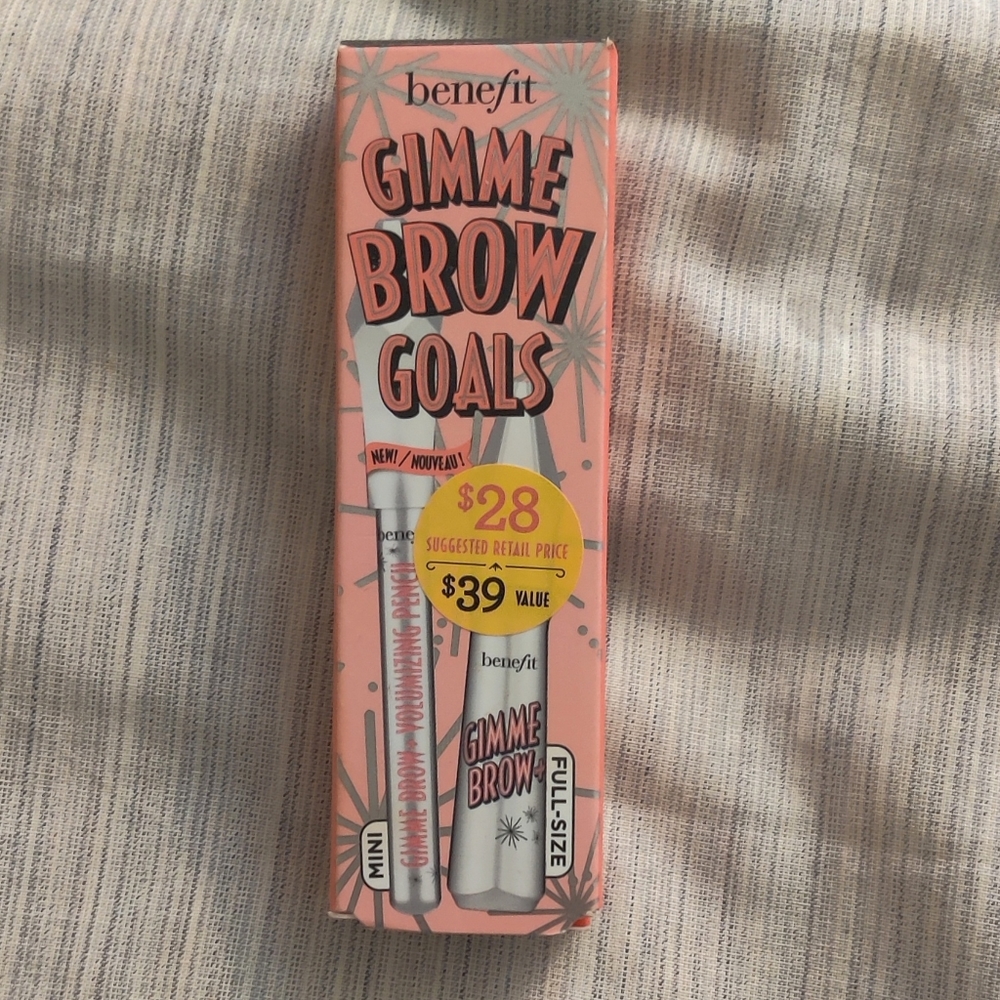 benefit
GIMME
BROW
GOALS
NEW! / NOUVEAU!
$28
SUGGESTED RETAIL PRICE
$39 VALUE
benefit
GIMME
BROW+
FULL-SIZE
GIMME BROW+ VOLUMIZING PENCIL
MINI